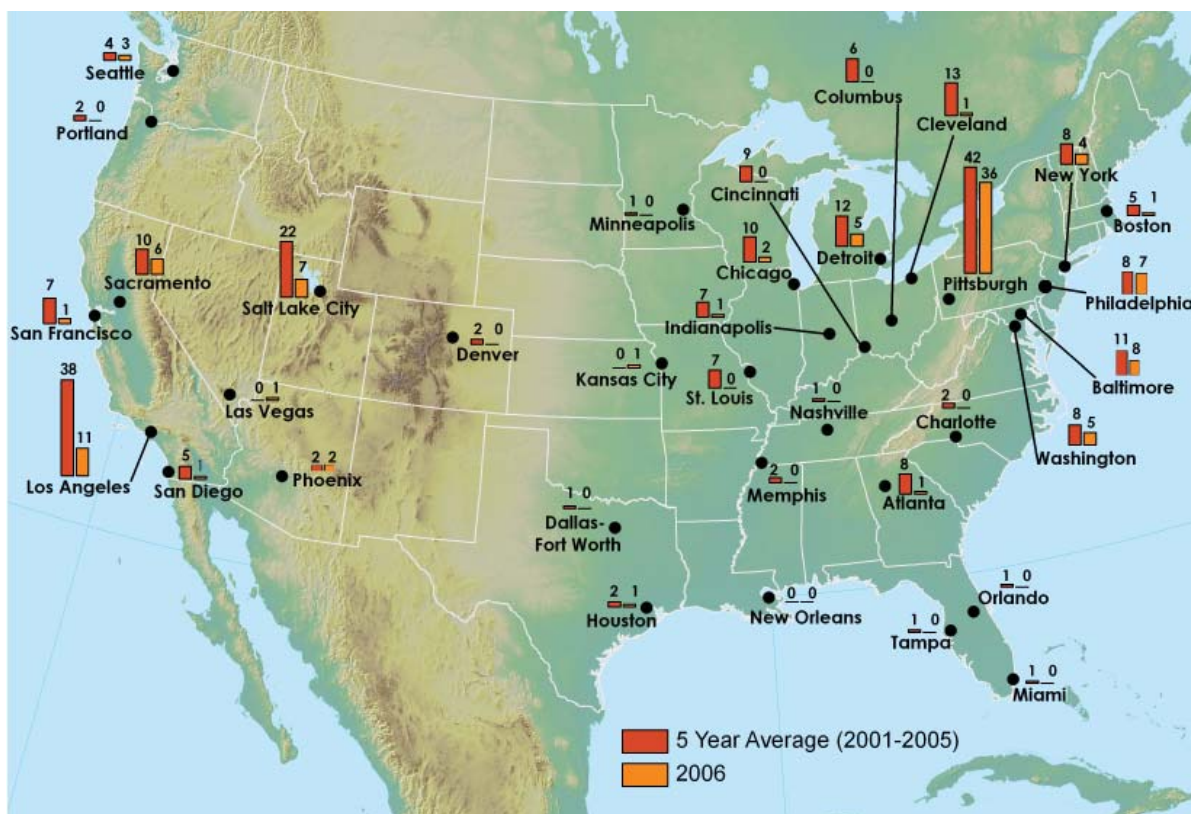 4 3
Seattle
2 0
Portland
10 6
Sacramento
7 1
San Francisco
22 7
Salt Lake City
38 11
Los Angeles
5 1
San Diego
0 1
Las Vegas
2 2
Phoenix
2 0
Denver
1 0
Minneapolis
0 1
Kansas City
7 0
St. Louis
1 0
Dallas-
Fort Worth
2 1
Houston
0 0
New Orleans
2 0
Memphis
1 0
Nashville
10 2
Chicago
7 1
Indianapolis
9 0
Cincinnati
12 5
Detroit
6 0
Columbus
13 1
Cleveland
42 36
Pittsburgh
8 4
New York
5 1
Boston
8 7
Philadelphia
11 8
Baltimore
8 5
Washington
2 0
Charlotte
8 1
Atlanta
1 0
Orlando
1 0
Tampa
1 0
Miami
5 Year Average (2001-2005)
2006